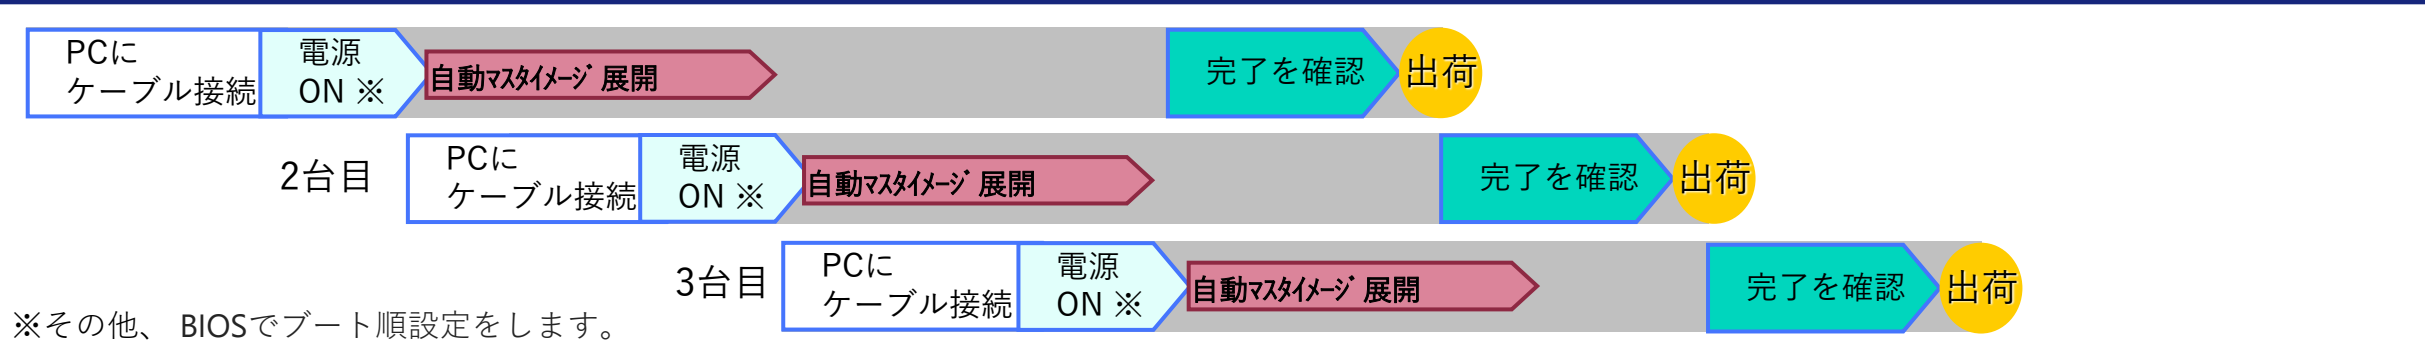 PCに
ケーブル接続
電源
ON ※
自動ﾏｽﾀｲﾒｰｼﾞ 展開
完了を確認
出荷
2台目
PCに
ケーブル接続
電源
ON ※
自動ﾏｽﾀｲﾒｰｼﾞ 展開
完了を確認
出荷
3台目
PCに
ケーブル接続
電源
ON ※
自動ﾏｽﾀｲﾒｰｼﾞ 展開
完了を確認
出荷
※その他、 BIOSでブート順設定をします。